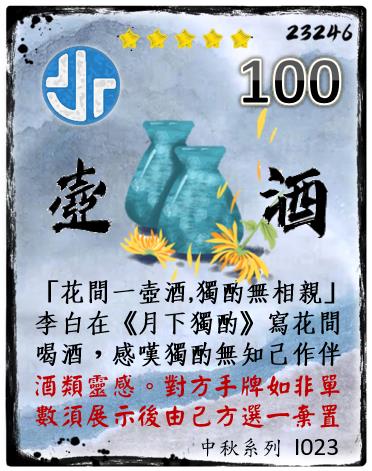 23246
100
壺 酒
「花間一壺酒,獨酌無相親」
李白在《月下獨酌》寫花間
喝酒，感嘆獨酌無知己作伴
酒類靈感。對方手牌如非單
數須展示後由己方選一棄置
中秋系列 I023